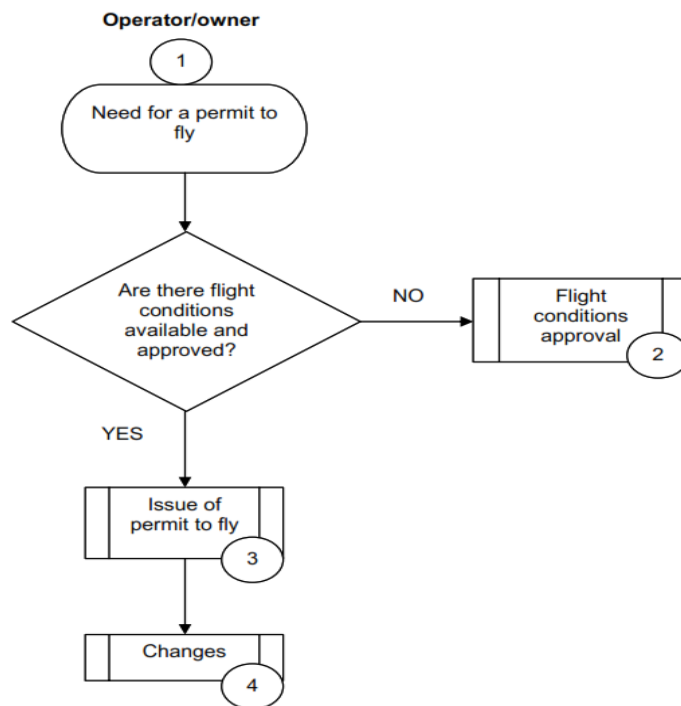 Operator/owner
1
Need for a permit to
fly
Are there flight
conditions
available and
approved?
NO
Flight
conditions
approval
2
YES
Issue of
permit to fly
3
Changes
4